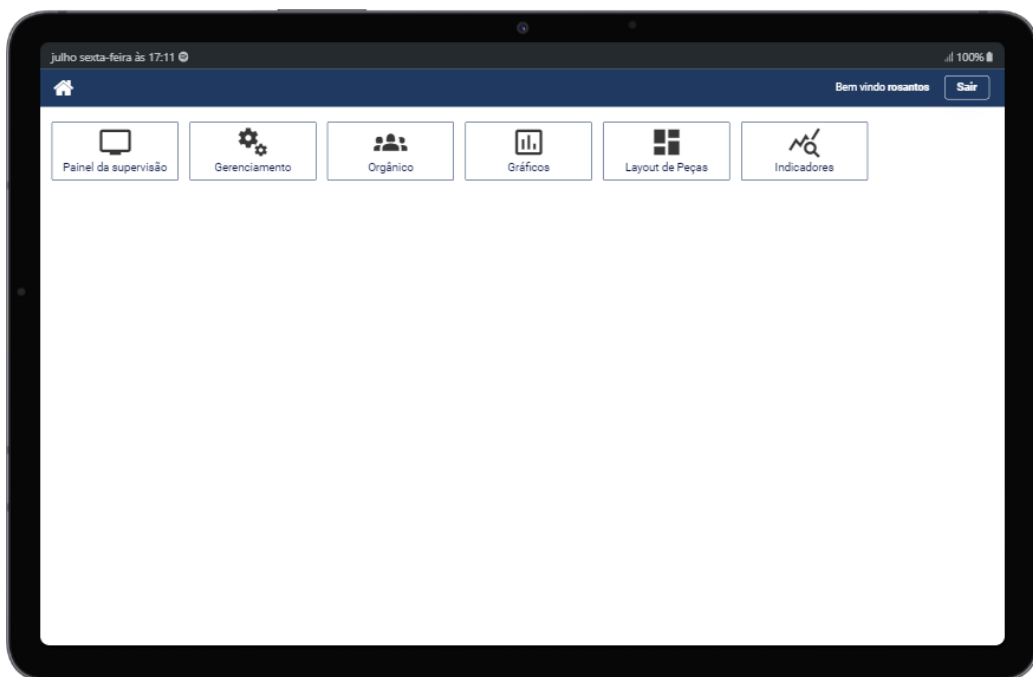 julho sexta-feira às 17:11
100%
Bem vindo rosantos
Sair
Painel da supervisão
Gerenciamento
Orgânico
Gráficos
Layout de Peças
Indicadores